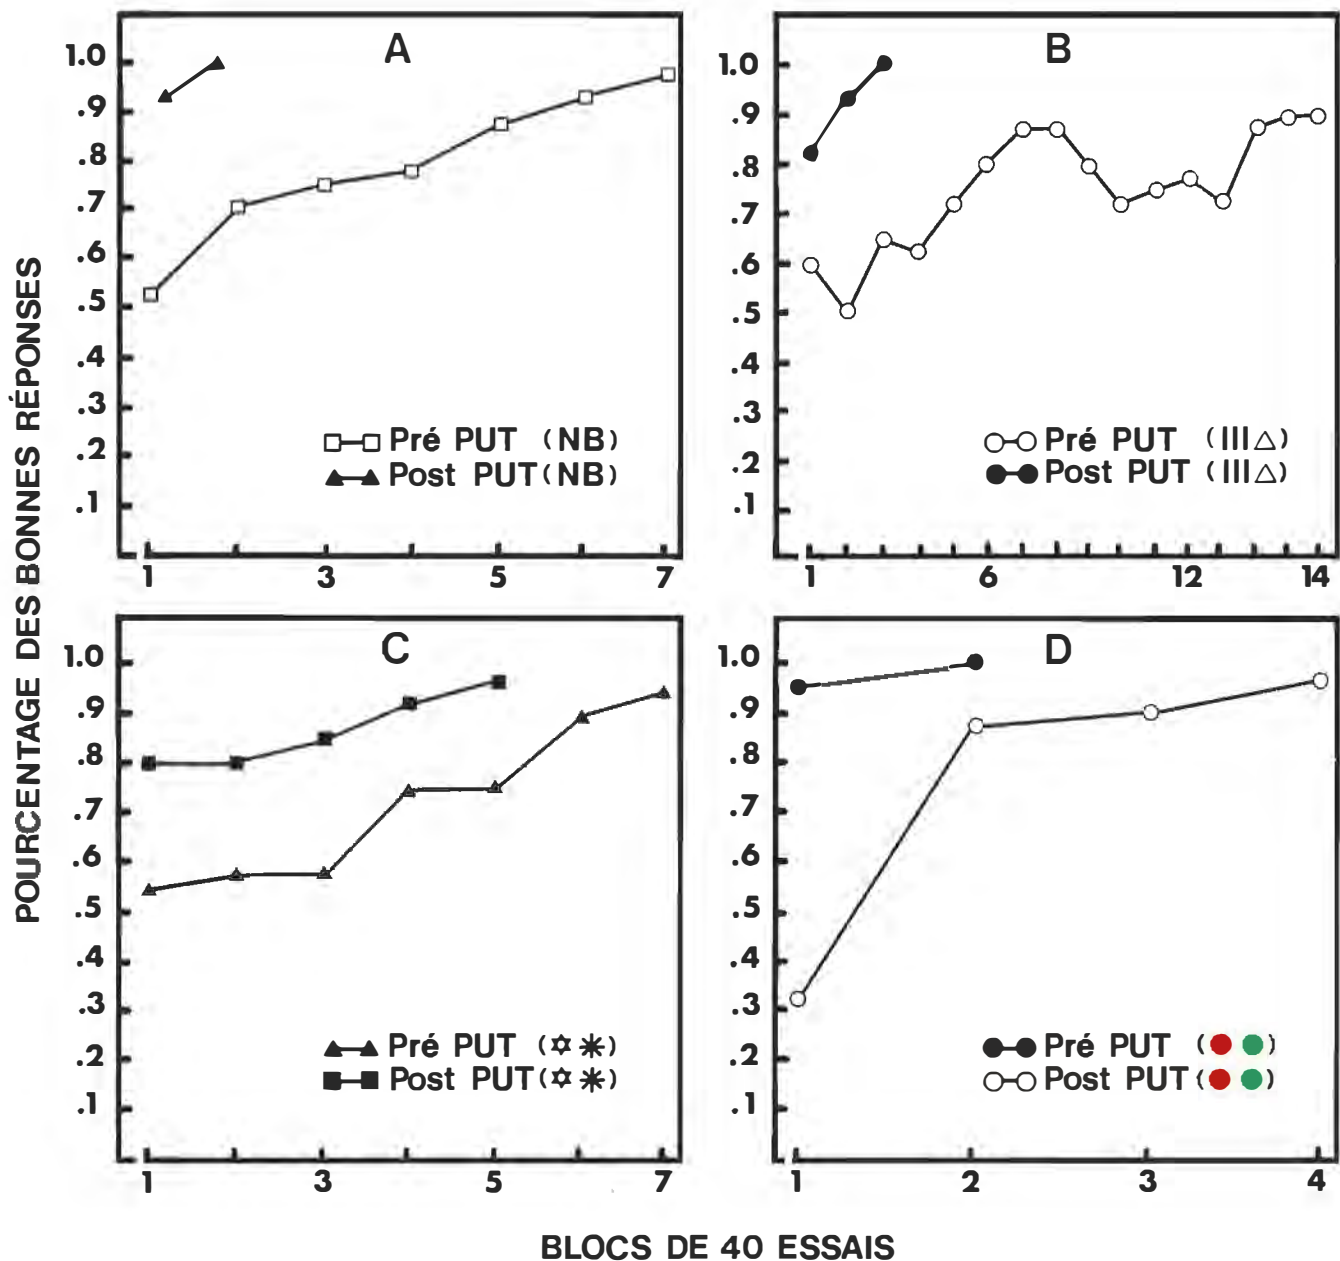 POURCENTAGE DES BONNES RÉPONSES
A
1.0
.9
.8
.7
.6
.5
.4
.3
.2
.1
Pré PUT (NB)
Post PUT (NB)
1 3 5 7
B
1.0
.9
.8
.7
.6
.5
.4
.3
.2
.1
Pré PUT (III△)
Post PUT (III△)
1 6 12 14
C
1.0
.9
.8
.7
.6
.5
.4
.3
.2
.1
Pré PUT (✡✳)
Post PUT (✡✳)
1 3 5 7
D
1.0
.9
.8
.7
.6
.5
.4
.3
.2
.1
Pré PUT (● ●)
Post PUT (● ●)
1 2 3 4
BLOCS DE 40 ESSAIS